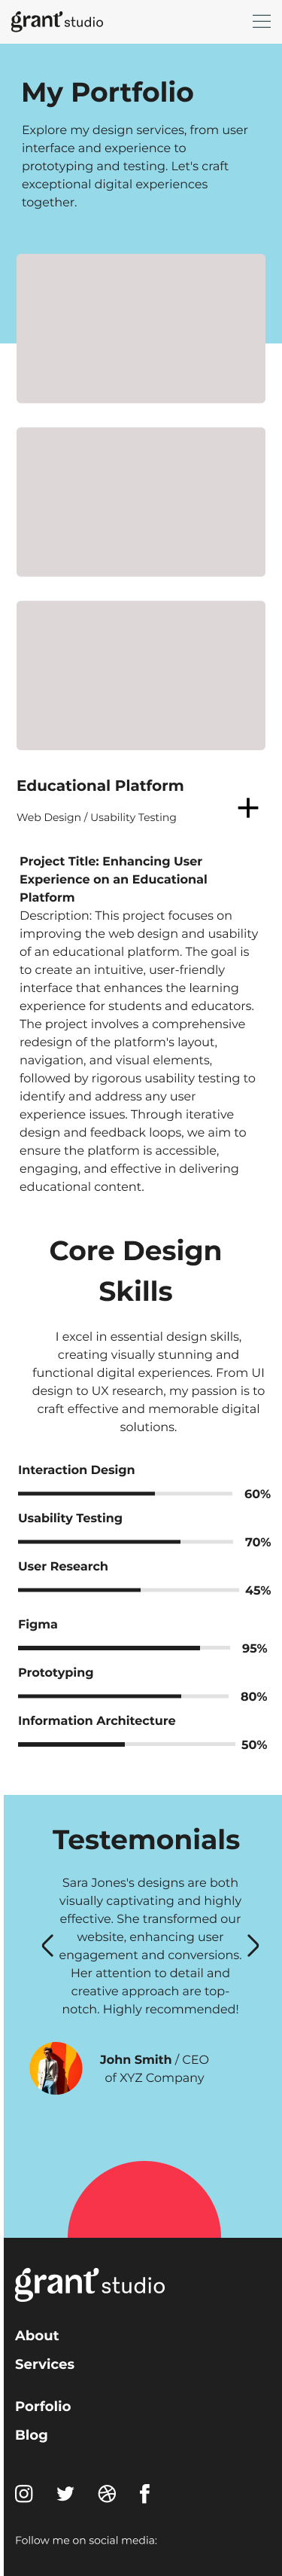 grant' studio
My Portfolio
Explore my design services, from user
interface and experience to
prototyping and testing. Let's craft
exceptional digital experiences
together.
Educational Platform
Web Design / Usability Testing
Project Title: Enhancing User
Experience on an Educational
Platform
Description: This project focuses on
improving the web design and usability
of an educational platform. The goal is
to create an intuitive, user-friendly
interface that enhances the learning
experience for students and educators.
The project involves a comprehensive
redesign of the platform's layout,
navigation, and visual elements,
followed by rigorous usability testing to
identify and address any user
experience issues. Through iterative
design and feedback loops, we aim to
ensure the platform is accessible,
engaging, and effective in delivering
educational content.
Core Design
Skills
I excel in essential design skills,
creating visually stunning and
functional digital experiences. From UI
design to UX research, my passion is to
craft effective and memorable digital
solutions.
Interaction Design
60%
Usability Testing
70%
User Research
45%
Figma
95%
Prototyping
80%
Information Architecture
50%
Testemonials
Sara Jones's designs are both
visually captivating and highly
effective. She transformed our
website, enhancing user
engagement and conversions.
Her attention to detail and
creative approach are top-
notch. Highly recommended!
John Smith / CEO
of XYZ Company
grant' studio
About
Services
Porfolio
Blog
Follow me on social media: